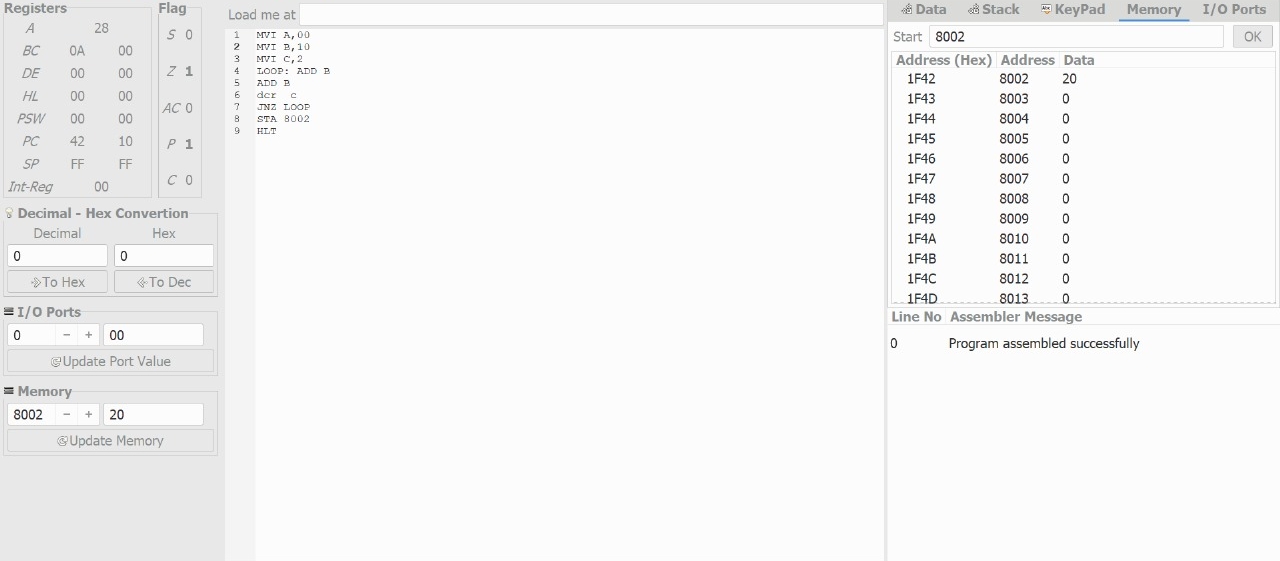 Registers
A 28
BC 0A 00
DE 00 00
HL 00 00
PSW 00 00
PC 42 10
SP FF FF
Int-Reg 00
Flag
S 0
Z 1
AC 0
P 1
C 0
Decimal - Hex Convertion
Decimal Hex
0 0
To Hex To Dec
I/O Ports
0 − + 00
Update Port Value
Memory
8002 − + 20
Update Memory
Load me at
1 MVI A,00
2 MVI B,10
3 MVI C,2
4 LOOP: ADD B
5 ADD B
6 dcr c
7 JNZ LOOP
8 STA 8002
9 HLT
Data Stack KeyPad Memory I/O Ports
Start 8002 OK
Address (Hex) Address Data
1F42 8002 20
1F43 8003 0
1F44 8004 0
1F45 8005 0
1F46 8006 0
1F47 8007 0
1F48 8008 0
1F49 8009 0
1F4A 8010 0
1F4B 8011 0
1F4C 8012 0
1F4D 8013 0
Line No Assembler Message
0 Program assembled successfully